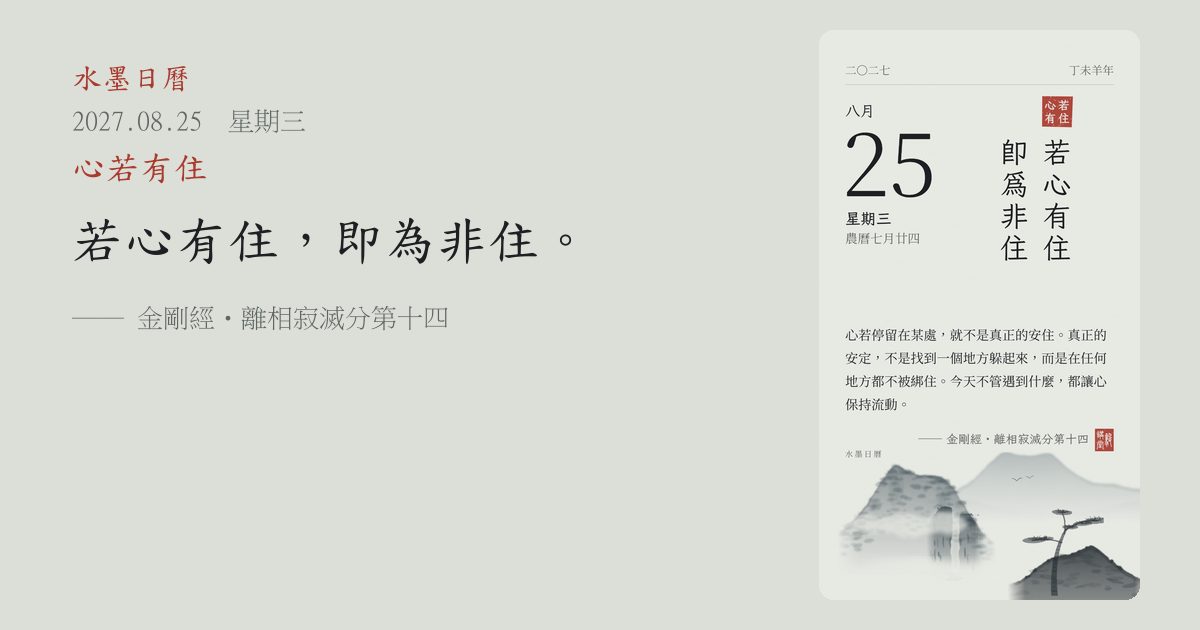 水墨日曆
2027.08.25 星期三
心若有住
若心有住，即為非住。
—— 金剛經・離相寂滅分第十四
二〇二七 丁未羊年
八月
25
星期三
農曆七月廿四
若住
心有
若心有住
卽爲非住
心若停留在某處，就不是真正的安住。真正的
安定，不是找到一個地方躲起來，而是在任何
地方都不被綁住。今天不管遇到什麼，都讓心
保持流動。
—— 金剛經・離相寂滅分第十四
水墨日曆